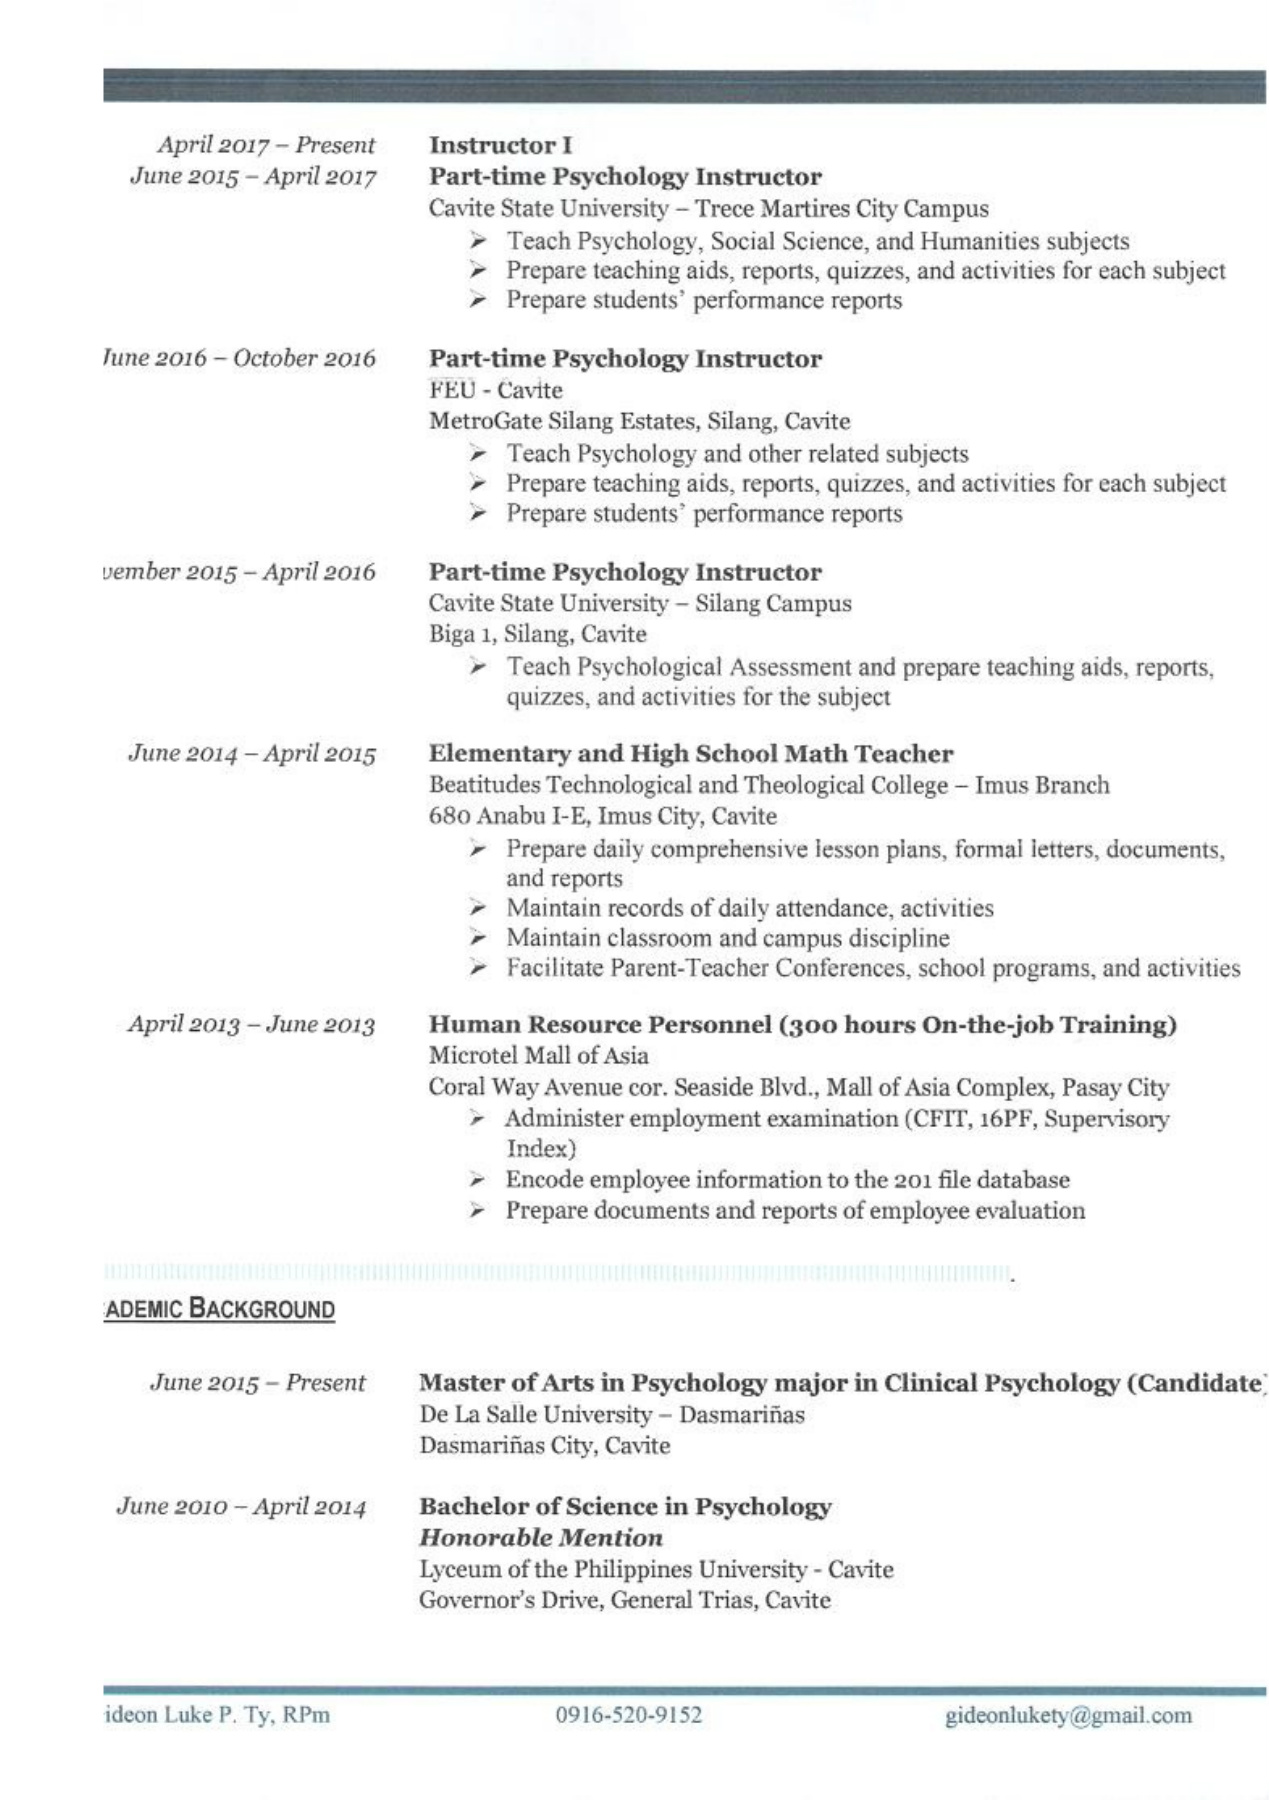 April 2017 – Present Instructor I
June 2015 – April 2017 Part-time Psychology Instructor
Cavite State University – Trece Martires City Campus
➢ Teach Psychology, Social Science, and Humanities subjects
➢ Prepare teaching aids, reports, quizzes, and activities for each subject
➢ Prepare students' performance reports
June 2016 – October 2016 Part-time Psychology Instructor
FEU - Cavite
MetroGate Silang Estates, Silang, Cavite
➢ Teach Psychology and other related subjects
➢ Prepare teaching aids, reports, quizzes, and activities for each subject
➢ Prepare students' performance reports
vember 2015 – April 2016 Part-time Psychology Instructor
Cavite State University – Silang Campus
Biga 1, Silang, Cavite
➢ Teach Psychological Assessment and prepare teaching aids, reports,
quizzes, and activities for the subject
June 2014 – April 2015 Elementary and High School Math Teacher
Beatitudes Technological and Theological College – Imus Branch
680 Anabu I-E, Imus City, Cavite
➢ Prepare daily comprehensive lesson plans, formal letters, documents,
and reports
➢ Maintain records of daily attendance, activities
➢ Maintain classroom and campus discipline
➢ Facilitate Parent-Teacher Conferences, school programs, and activities
April 2013 – June 2013 Human Resource Personnel (300 hours On-the-job Training)
Microtel Mall of Asia
Coral Way Avenue cor. Seaside Blvd., Mall of Asia Complex, Pasay City
➢ Administer employment examination (CFIT, 16PF, Supervisory
Index)
➢ Encode employee information to the 201 file database
➢ Prepare documents and reports of employee evaluation
ADEMIC BACKGROUND
June 2015 – Present Master of Arts in Psychology major in Clinical Psychology (Candidate)
De La Salle University – Dasmariñas
Dasmariñas City, Cavite
June 2010 – April 2014 Bachelor of Science in Psychology
Honorable Mention
Lyceum of the Philippines University - Cavite
Governor's Drive, General Trias, Cavite
ideon Luke P. Ty, RPm 0916-520-9152 gideonlukety@gmail.com